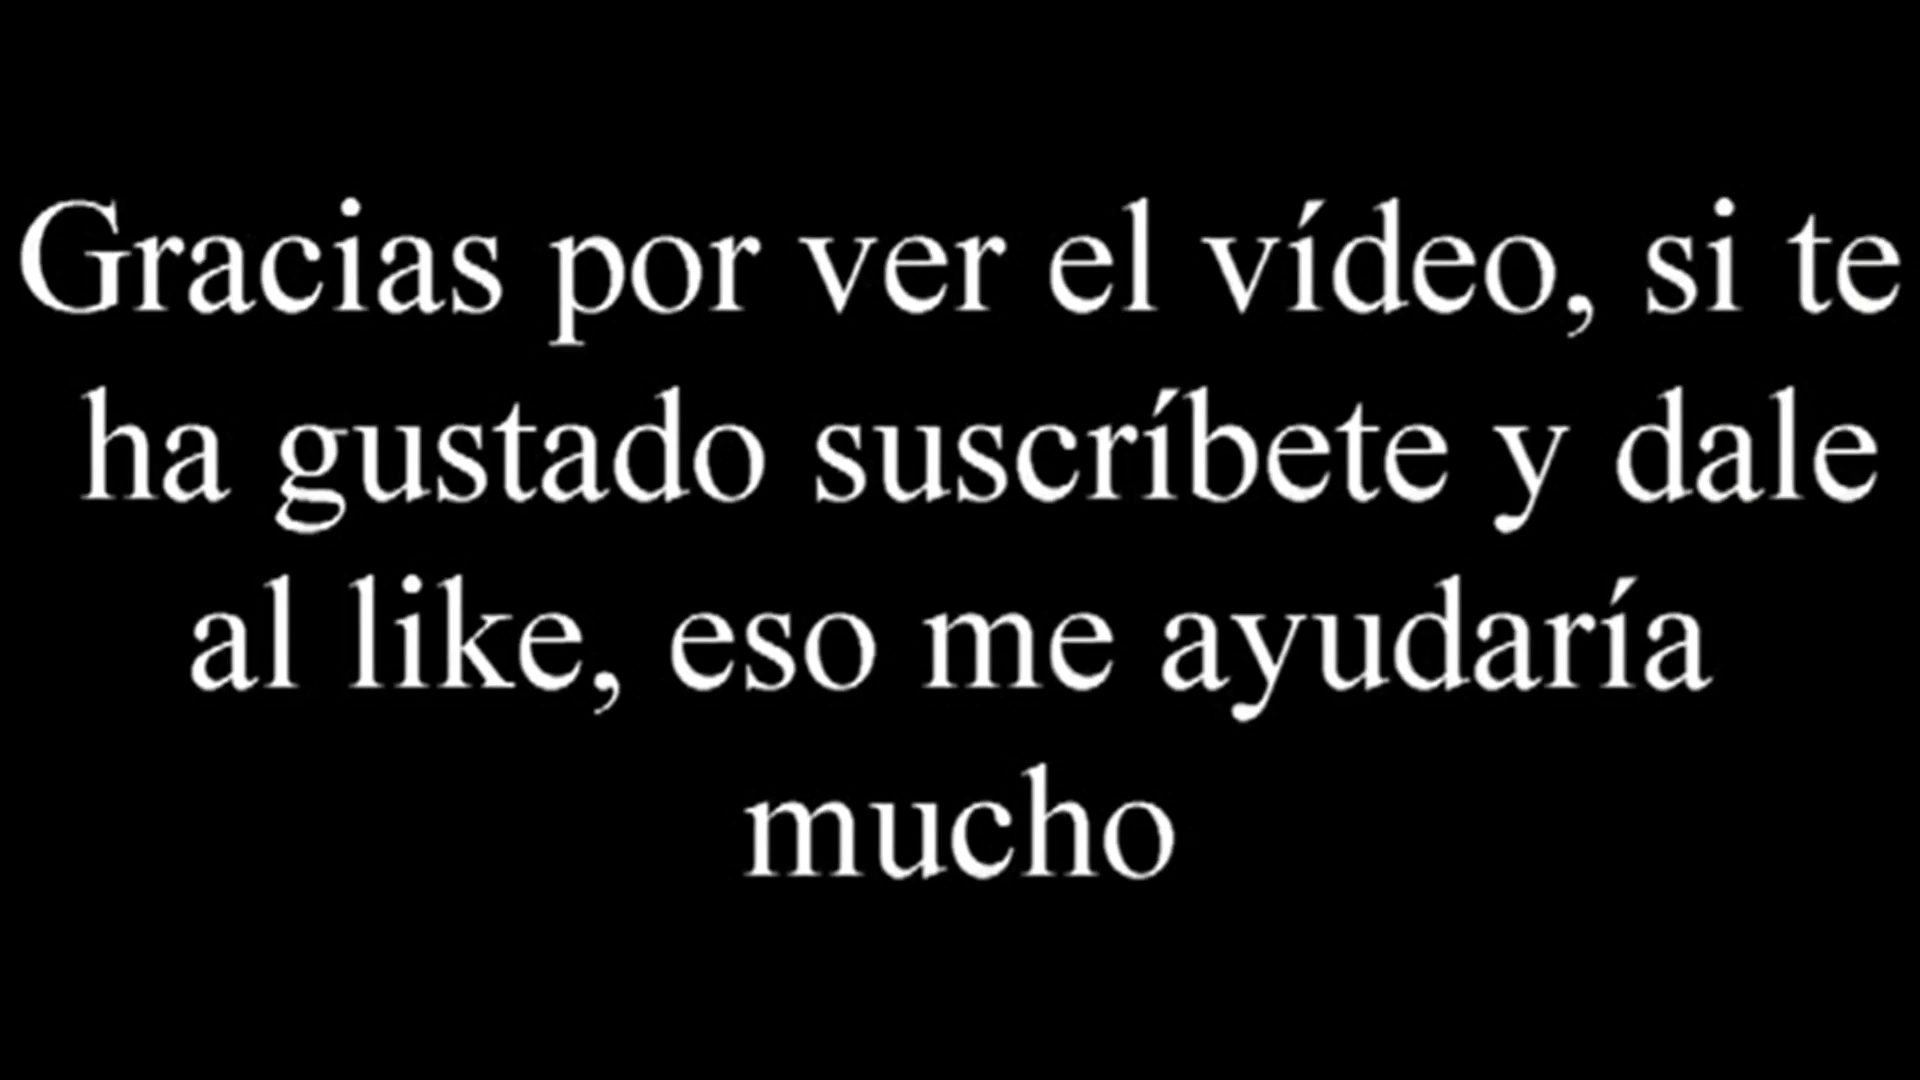 Gracias por ver el vídeo, si te
ha gustado suscríbete y dale
al like, eso me ayudaría
mucho